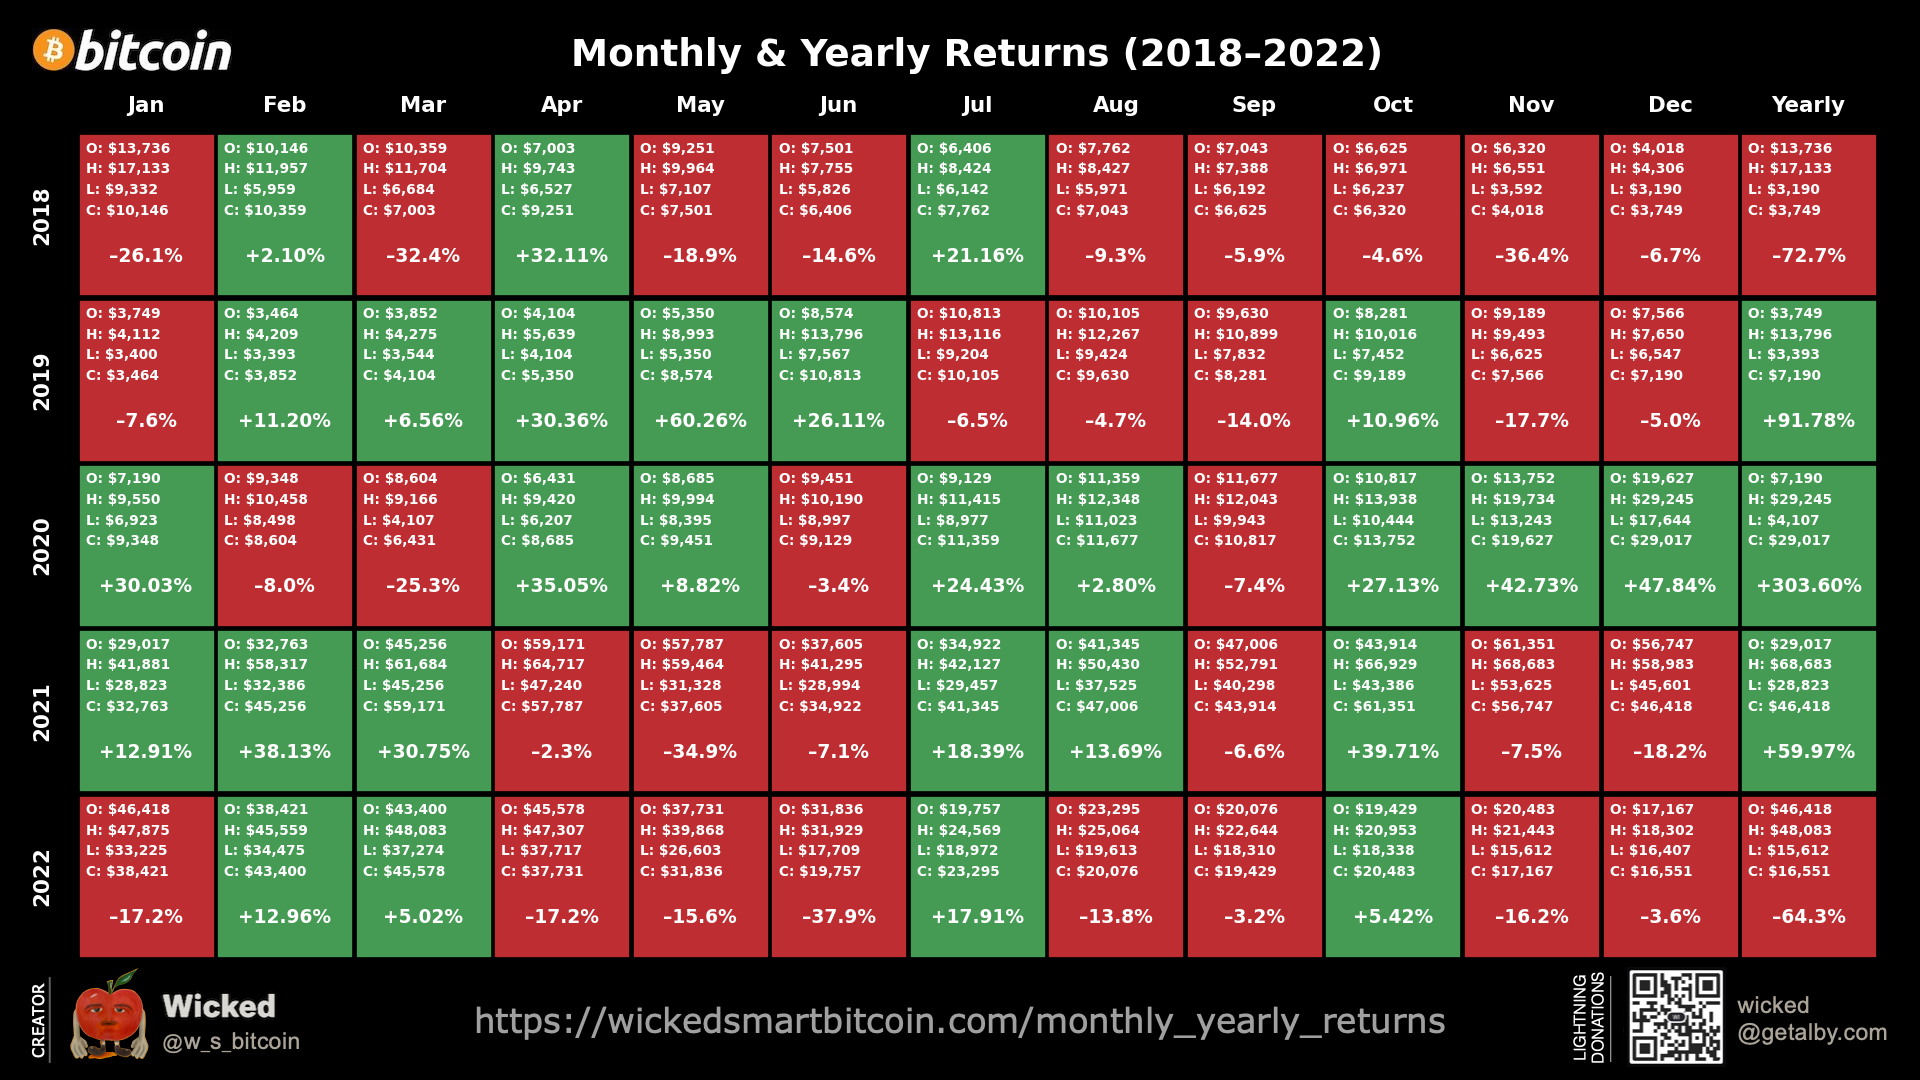 bitcoin
Monthly & Yearly Returns (2018–2022)
Jan Feb Mar Apr May Jun Jul Aug Sep Oct Nov Dec Yearly
2018
O: $13,736 O: $10,146 O: $10,359 O: $7,003 O: $9,251 O: $7,501 O: $6,406 O: $7,762 O: $7,043 O: $6,625 O: $6,320 O: $4,018 O: $13,736
H: $17,133 H: $11,957 H: $11,704 H: $9,743 H: $9,964 H: $7,755 H: $8,424 H: $8,427 H: $7,388 H: $6,971 H: $6,551 H: $4,306 H: $17,133
L: $9,332 L: $5,959 L: $6,684 L: $6,527 L: $7,107 L: $5,826 L: $6,142 L: $5,971 L: $6,192 L: $6,237 L: $3,592 L: $3,190 L: $3,190
C: $10,146 C: $10,359 C: $7,003 C: $9,251 C: $7,501 C: $6,406 C: $7,762 C: $7,043 C: $6,625 C: $6,320 C: $4,018 C: $3,749 C: $3,749
–26.1% +2.10% –32.4% +32.11% –18.9% –14.6% +21.16% –9.3% –5.9% –4.6% –36.4% –6.7% –72.7%
2019
O: $3,749 O: $3,464 O: $3,852 O: $4,104 O: $5,350 O: $8,574 O: $10,813 O: $10,105 O: $9,630 O: $8,281 O: $9,189 O: $7,566 O: $3,749
H: $4,112 H: $4,209 H: $4,275 H: $5,639 H: $8,993 H: $13,796 H: $13,116 H: $12,267 H: $10,899 H: $10,016 H: $9,493 H: $7,650 H: $13,796
L: $3,400 L: $3,393 L: $3,544 L: $4,104 L: $5,350 L: $7,567 L: $9,204 L: $9,424 L: $7,832 L: $7,452 L: $6,625 L: $6,547 L: $3,393
C: $3,464 C: $3,852 C: $4,104 C: $5,350 C: $8,574 C: $10,813 C: $10,105 C: $9,630 C: $8,281 C: $9,189 C: $7,566 C: $7,190 C: $7,190
–7.6% +11.20% +6.56% +30.36% +60.26% +26.11% –6.5% –4.7% –14.0% +10.96% –17.7% –5.0% +91.78%
2020
O: $7,190 O: $9,348 O: $8,604 O: $6,431 O: $8,685 O: $9,451 O: $9,129 O: $11,359 O: $11,677 O: $10,817 O: $13,752 O: $19,627 O: $7,190
H: $9,550 H: $10,458 H: $9,166 H: $9,420 H: $9,994 H: $10,190 H: $11,415 H: $12,348 H: $12,043 H: $13,938 H: $19,734 H: $29,245 H: $29,245
L: $6,923 L: $8,498 L: $4,107 L: $6,207 L: $8,395 L: $8,997 L: $8,977 L: $11,023 L: $9,943 L: $10,444 L: $13,243 L: $17,644 L: $4,107
C: $9,348 C: $8,604 C: $6,431 C: $8,685 C: $9,451 C: $9,129 C: $11,359 C: $11,677 C: $10,817 C: $13,752 C: $19,627 C: $29,017 C: $29,017
+30.03% –8.0% –25.3% +35.05% +8.82% –3.4% +24.43% +2.80% –7.4% +27.13% +42.73% +47.84% +303.60%
2021
O: $29,017 O: $32,763 O: $45,256 O: $59,171 O: $57,787 O: $37,605 O: $34,922 O: $41,345 O: $47,006 O: $43,914 O: $61,351 O: $56,747 O: $29,017
H: $41,881 H: $58,317 H: $61,684 H: $64,717 H: $59,464 H: $41,295 H: $42,127 H: $50,430 H: $52,791 H: $66,929 H: $68,683 H: $58,983 H: $68,683
L: $28,823 L: $32,386 L: $45,256 L: $47,240 L: $31,328 L: $28,994 L: $29,457 L: $37,525 L: $40,298 L: $43,386 L: $53,625 L: $45,601 L: $28,823
C: $32,763 C: $45,256 C: $59,171 C: $57,787 C: $37,605 C: $34,922 C: $41,345 C: $47,006 C: $43,914 C: $61,351 C: $56,747 C: $46,418 C: $46,418
+12.91% +38.13% +30.75% –2.3% –34.9% –7.1% +18.39% +13.69% –6.6% +39.71% –7.5% –18.2% +59.97%
2022
O: $46,418 O: $38,421 O: $43,400 O: $45,578 O: $37,731 O: $31,836 O: $19,757 O: $23,295 O: $20,076 O: $19,429 O: $20,483 O: $17,167 O: $46,418
H: $47,875 H: $45,559 H: $48,083 H: $47,307 H: $39,868 H: $31,929 H: $24,569 H: $25,064 H: $22,644 H: $20,953 H: $21,443 H: $18,302 H: $48,083
L: $33,225 L: $34,475 L: $37,274 L: $37,717 L: $26,603 L: $17,709 L: $18,972 L: $19,613 L: $18,310 L: $18,338 L: $15,612 L: $16,407 L: $15,612
C: $38,421 C: $43,400 C: $45,578 C: $37,731 C: $31,836 C: $19,757 C: $23,295 C: $20,076 C: $19,429 C: $20,483 C: $17,167 C: $16,551 C: $16,551
–17.2% +12.96% +5.02% –17.2% –15.6% –37.9% +17.91% –13.8% –3.2% +5.42% –16.2% –3.6% –64.3%
CREATOR
Wicked
@w_s_bitcoin
https://wickedsmartbitcoin.com/monthly_yearly_returns
LIGHTNING
DONATIONS
wicked
@getalby.com